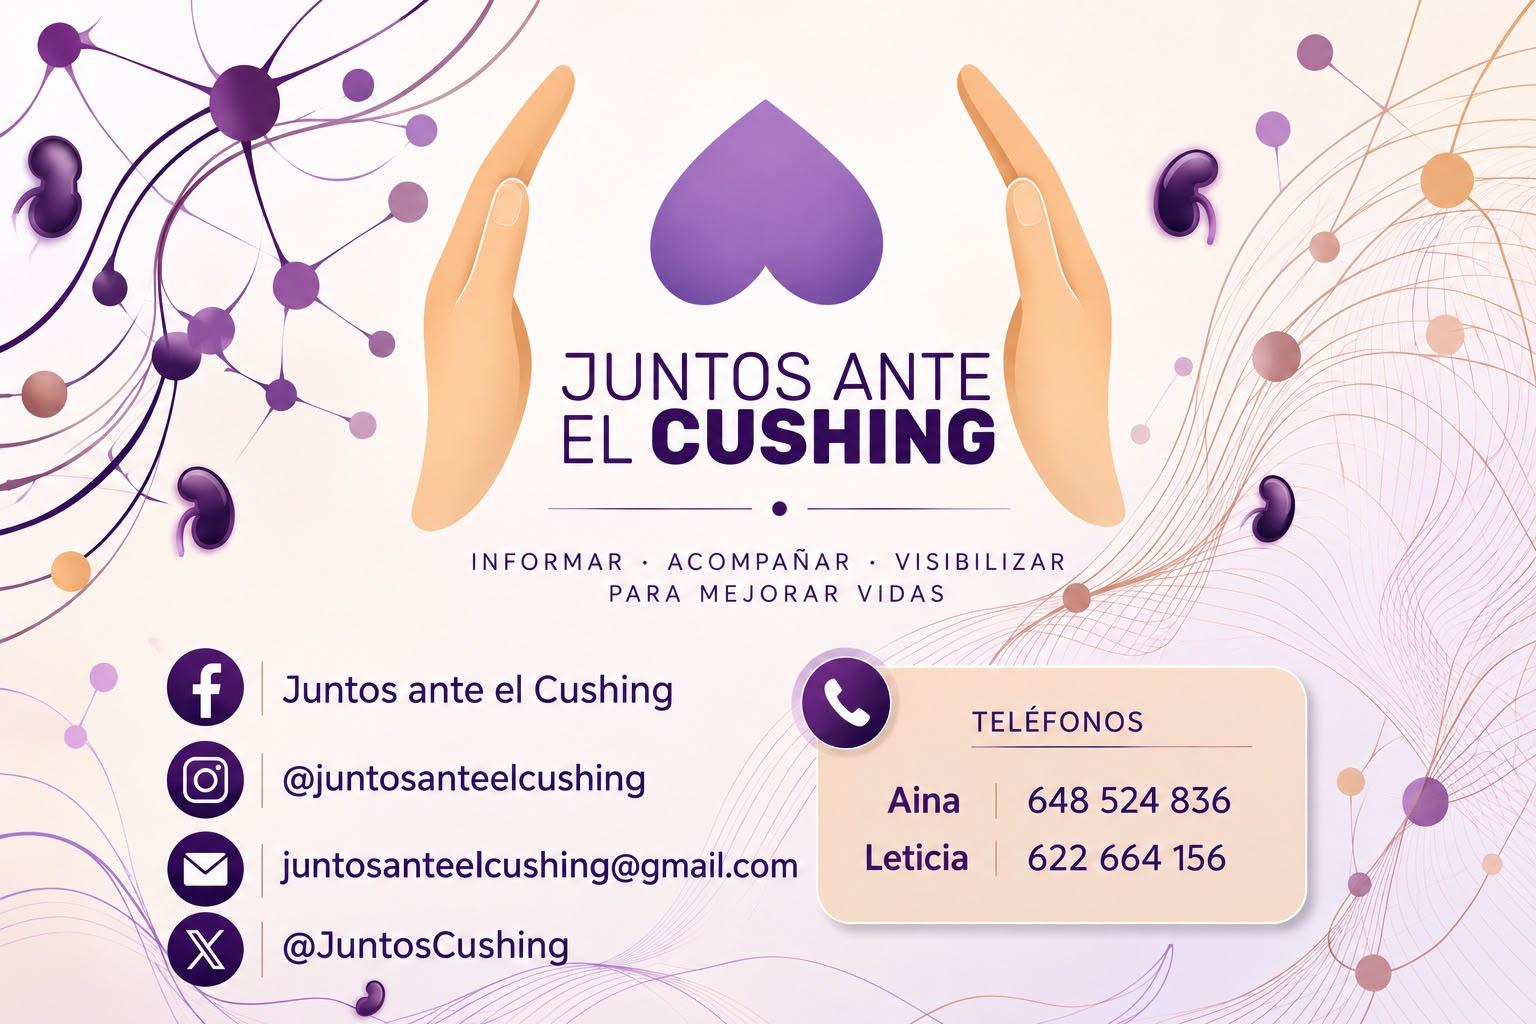 JUNTOS ANTE
EL CUSHING
INFORMAR · ACOMPAÑAR · VISIBILIZAR
PARA MEJORAR VIDAS
Juntos ante el Cushing
@juntosanteelcushing
juntosanteelcushing@gmail.com
@JuntosCushing
TELÉFONOS
Aina 648 524 836
Leticia 622 664 156